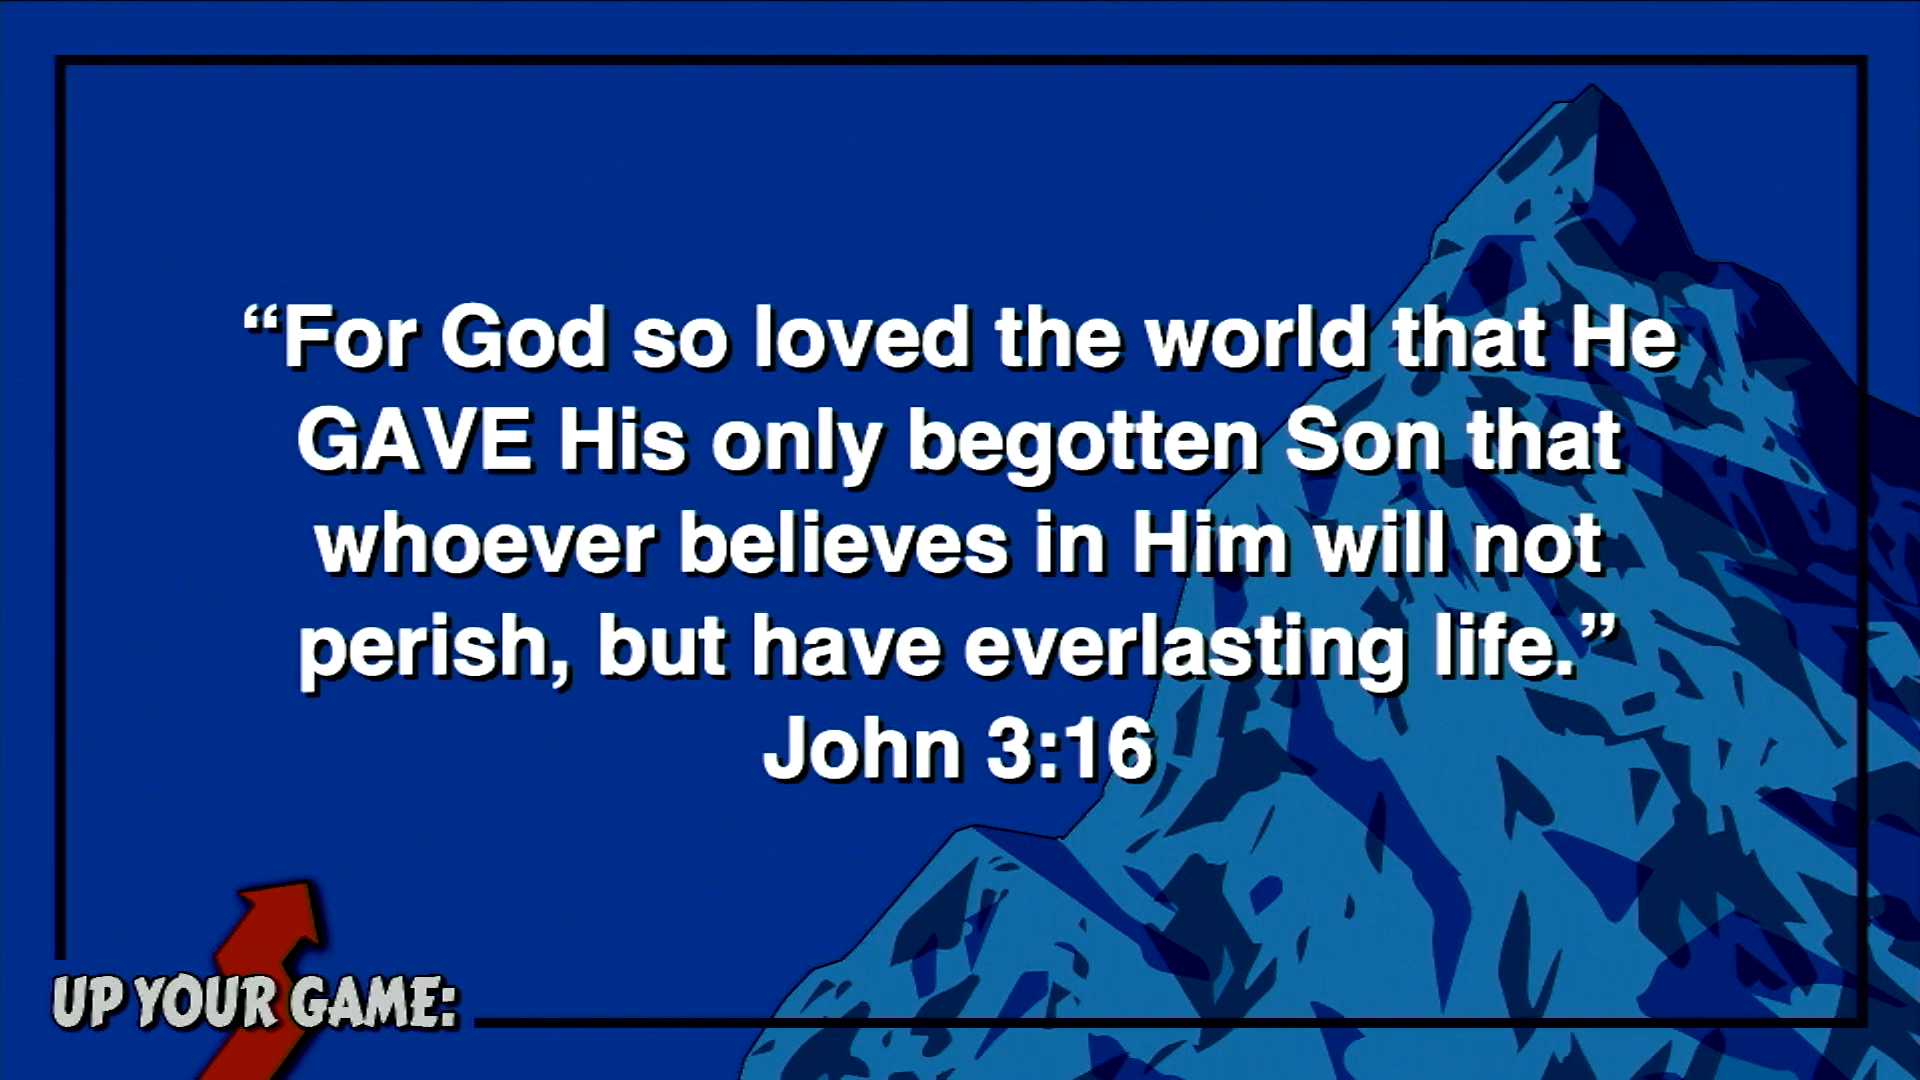 “For God so loved the world that He
GAVE His only begotten Son that
whoever believes in Him will not
perish, but have everlasting life.”
John 3:16
UP YOUR GAME: